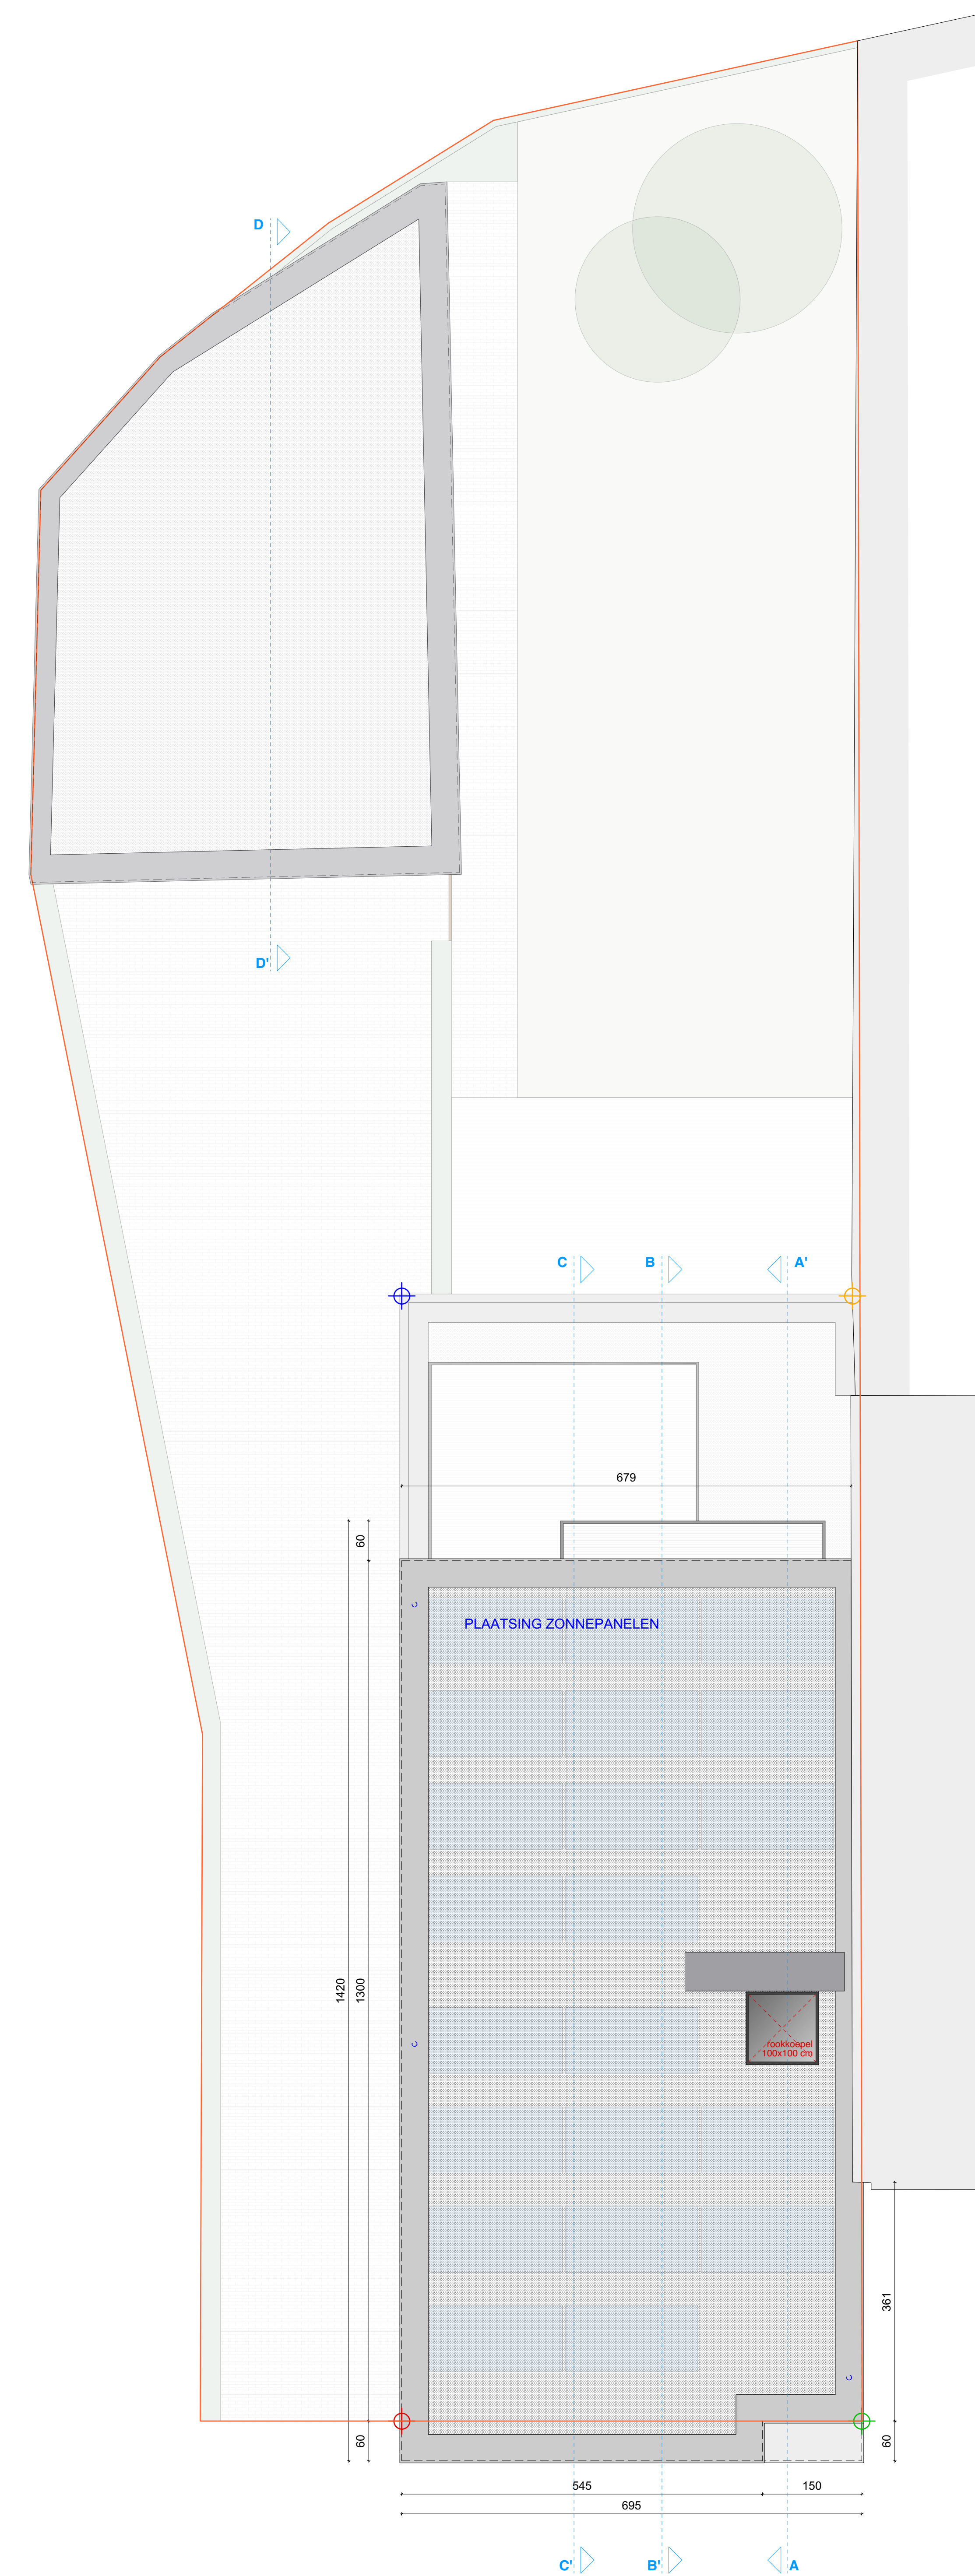 D
D'
C
B
A'
679
60
PLAATSING ZONNEPANELEN
1420
1300
rookkoepel
100x100 cm
361
60
60
545
150
695
C'
B'
A